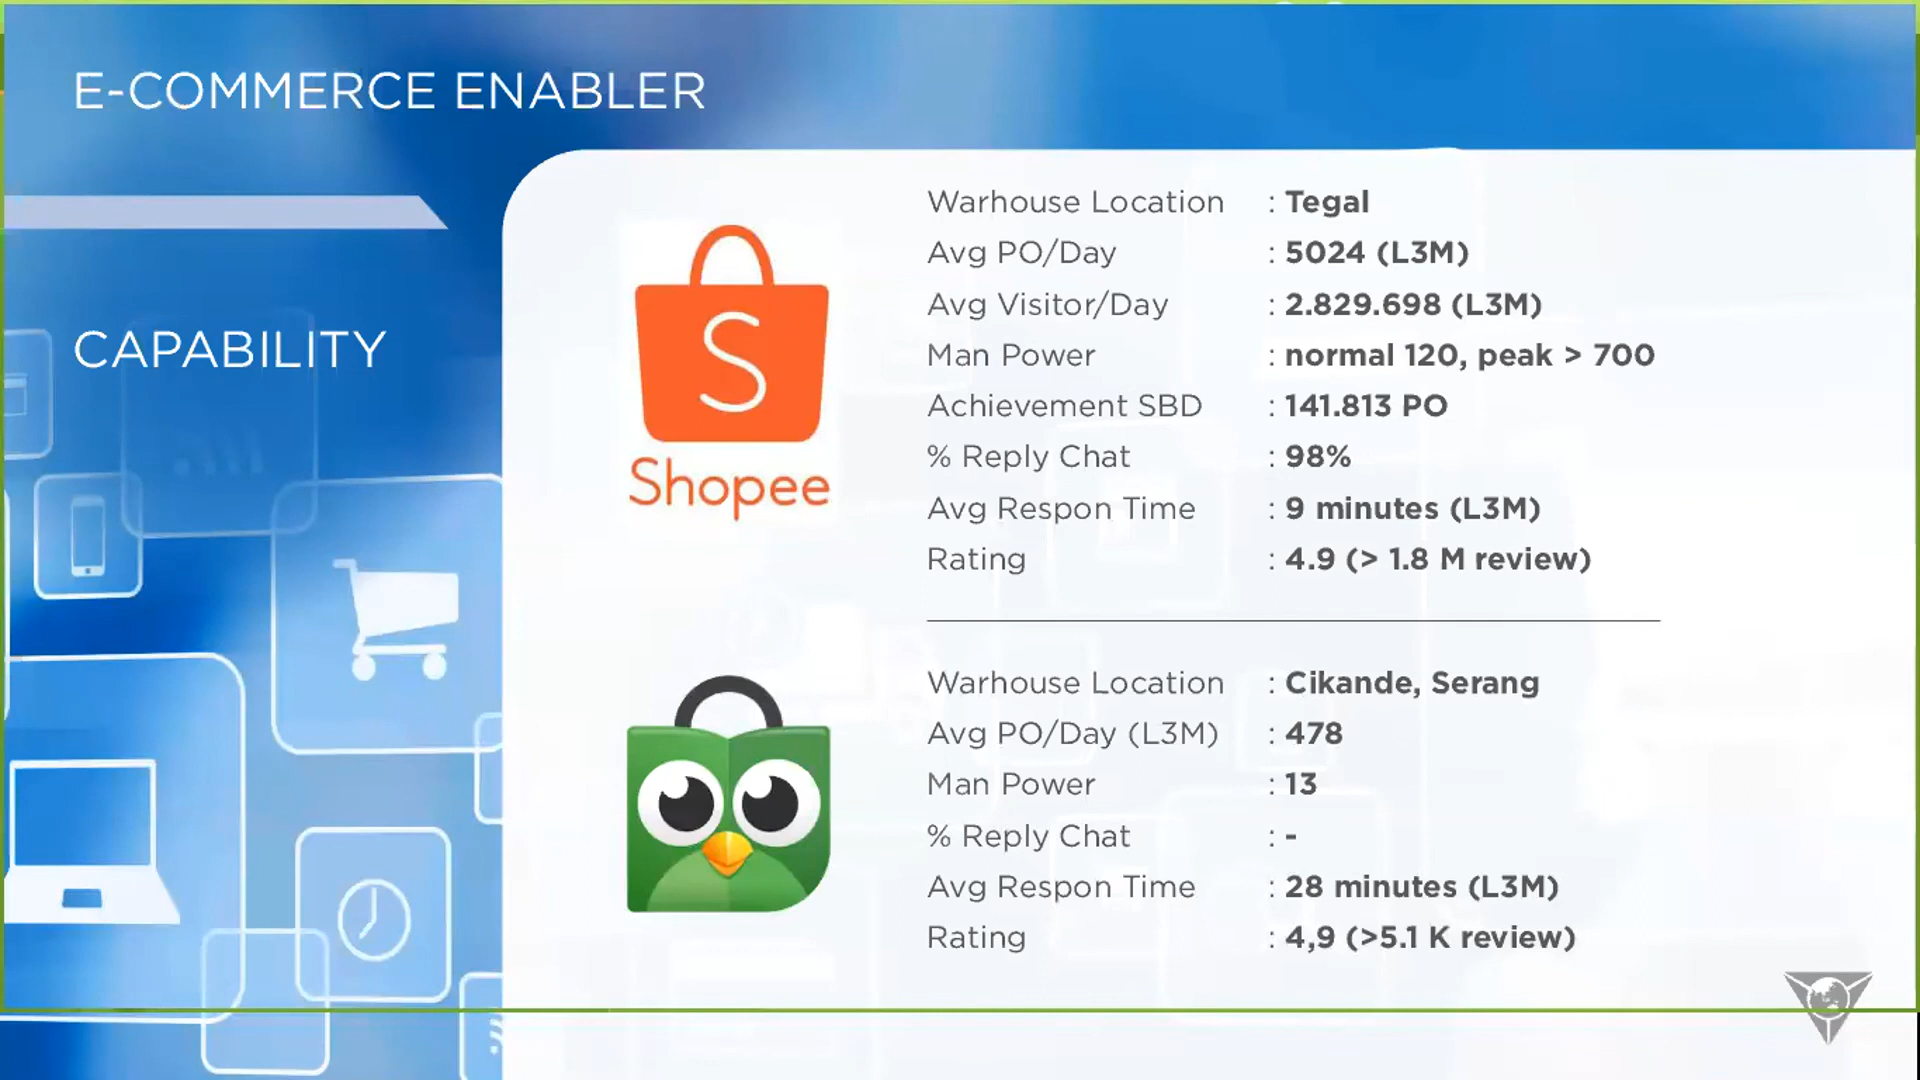 E-COMMERCE ENABLER
CAPABILITY
S
Shopee
Warhouse Location : Tegal
Avg PO/Day : 5024 (L3M)
Avg Visitor/Day : 2.829.698 (L3M)
Man Power : normal 120, peak > 700
Achievement SBD : 141.813 PO
% Reply Chat : 98%
Avg Respon Time : 9 minutes (L3M)
Rating : 4.9 (> 1.8 M review)
Warhouse Location : Cikande, Serang
Avg PO/Day (L3M) : 478
Man Power : 13
% Reply Chat : -
Avg Respon Time : 28 minutes (L3M)
Rating : 4,9 (>5.1 K review)